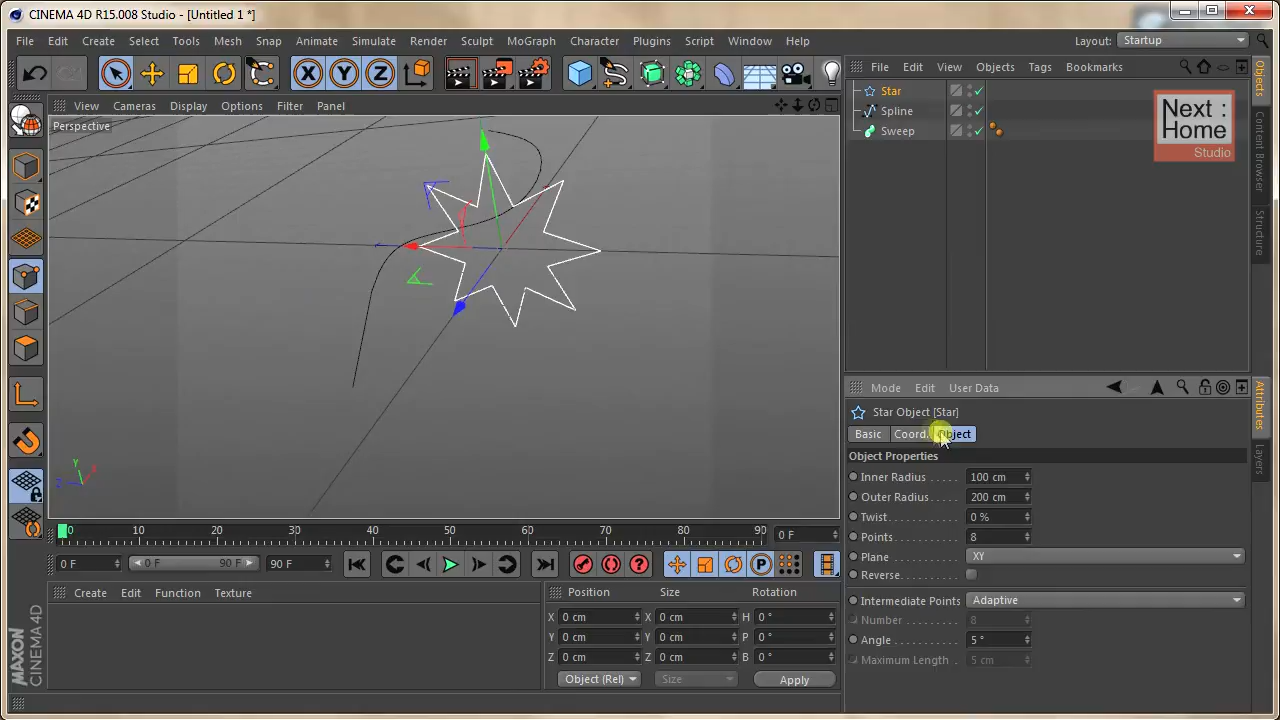 CINEMA 4D R15.008 Studio - [Untitled 1 *]
File Edit Create Select Tools Mesh Snap Animate Simulate Render Sculpt MoGraph Character Plugins Script Window Help
Layout: Startup
X Y Z
File Edit View Objects Tags Bookmarks
View Cameras Display Options Filter Panel
Perspective
Star
Spline
Sweep
Next :
Home
Studio
Objects
Content Browser
Structure
Y
X
Z
Mode Edit User Data
Star Object [Star]
Basic Coord. Object
Object Properties
Inner Radius 100 cm
Outer Radius 200 cm
Twist 0 %
Points 8
Plane XY
Reverse
Intermediate Points Adaptive
Number 8
Angle 5 °
Maximum Length 5 cm
Attributes
Layers
0 10 20 30 40 50 60 70 80 90
0 F
0 F 0 F 90 F 90 F
P
Create Edit Function Texture
Position Size Rotation
X 0 cm X 0 cm H 0 °
Y 0 cm Y 0 cm P 0 °
Z 0 cm Z 0 cm B 0 °
Object (Rel) Size Apply
MAXON
CINEMA 4D